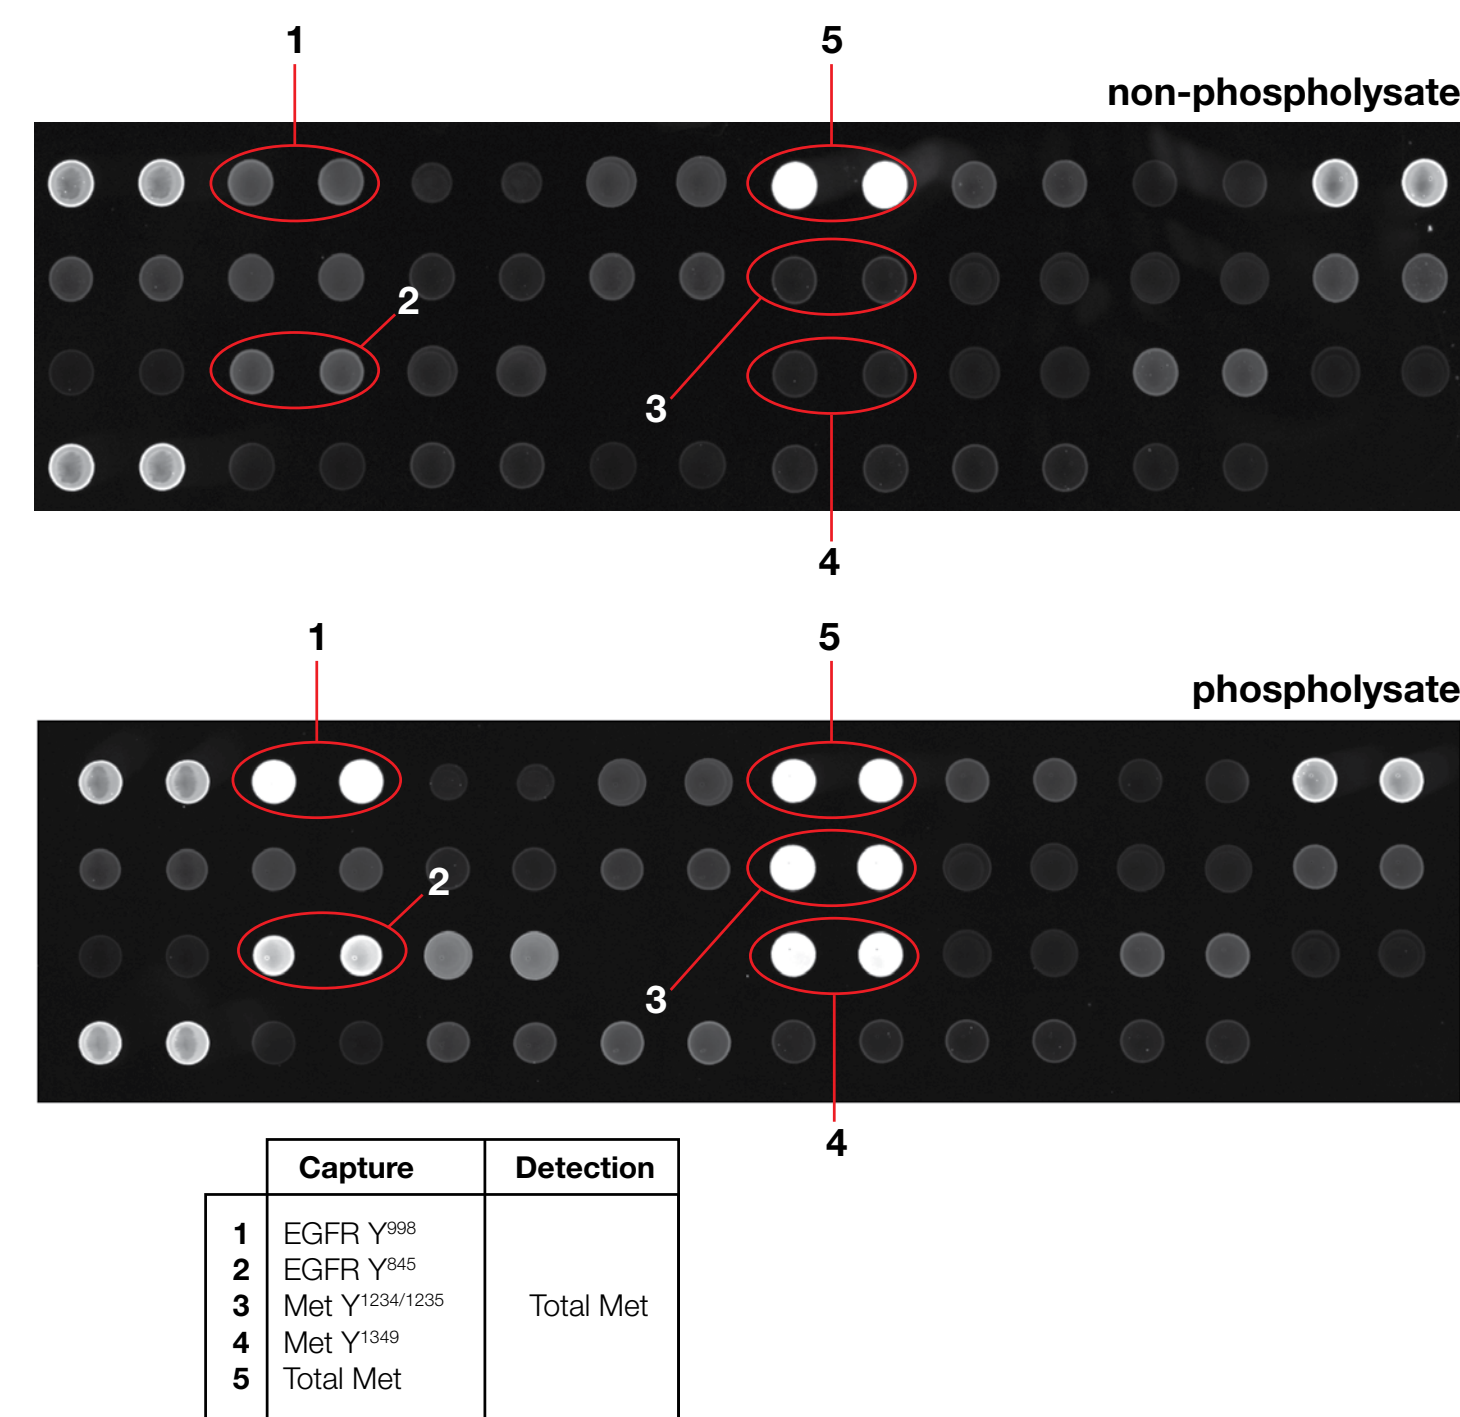 1 5
non-phospholysate
2
3
4
1 5
phospholysate
2
3
4
Capture Detection
1 EGFR Y998
2 EGFR Y845
3 Met Y1234/1235 Total Met
4 Met Y1349
5 Total Met